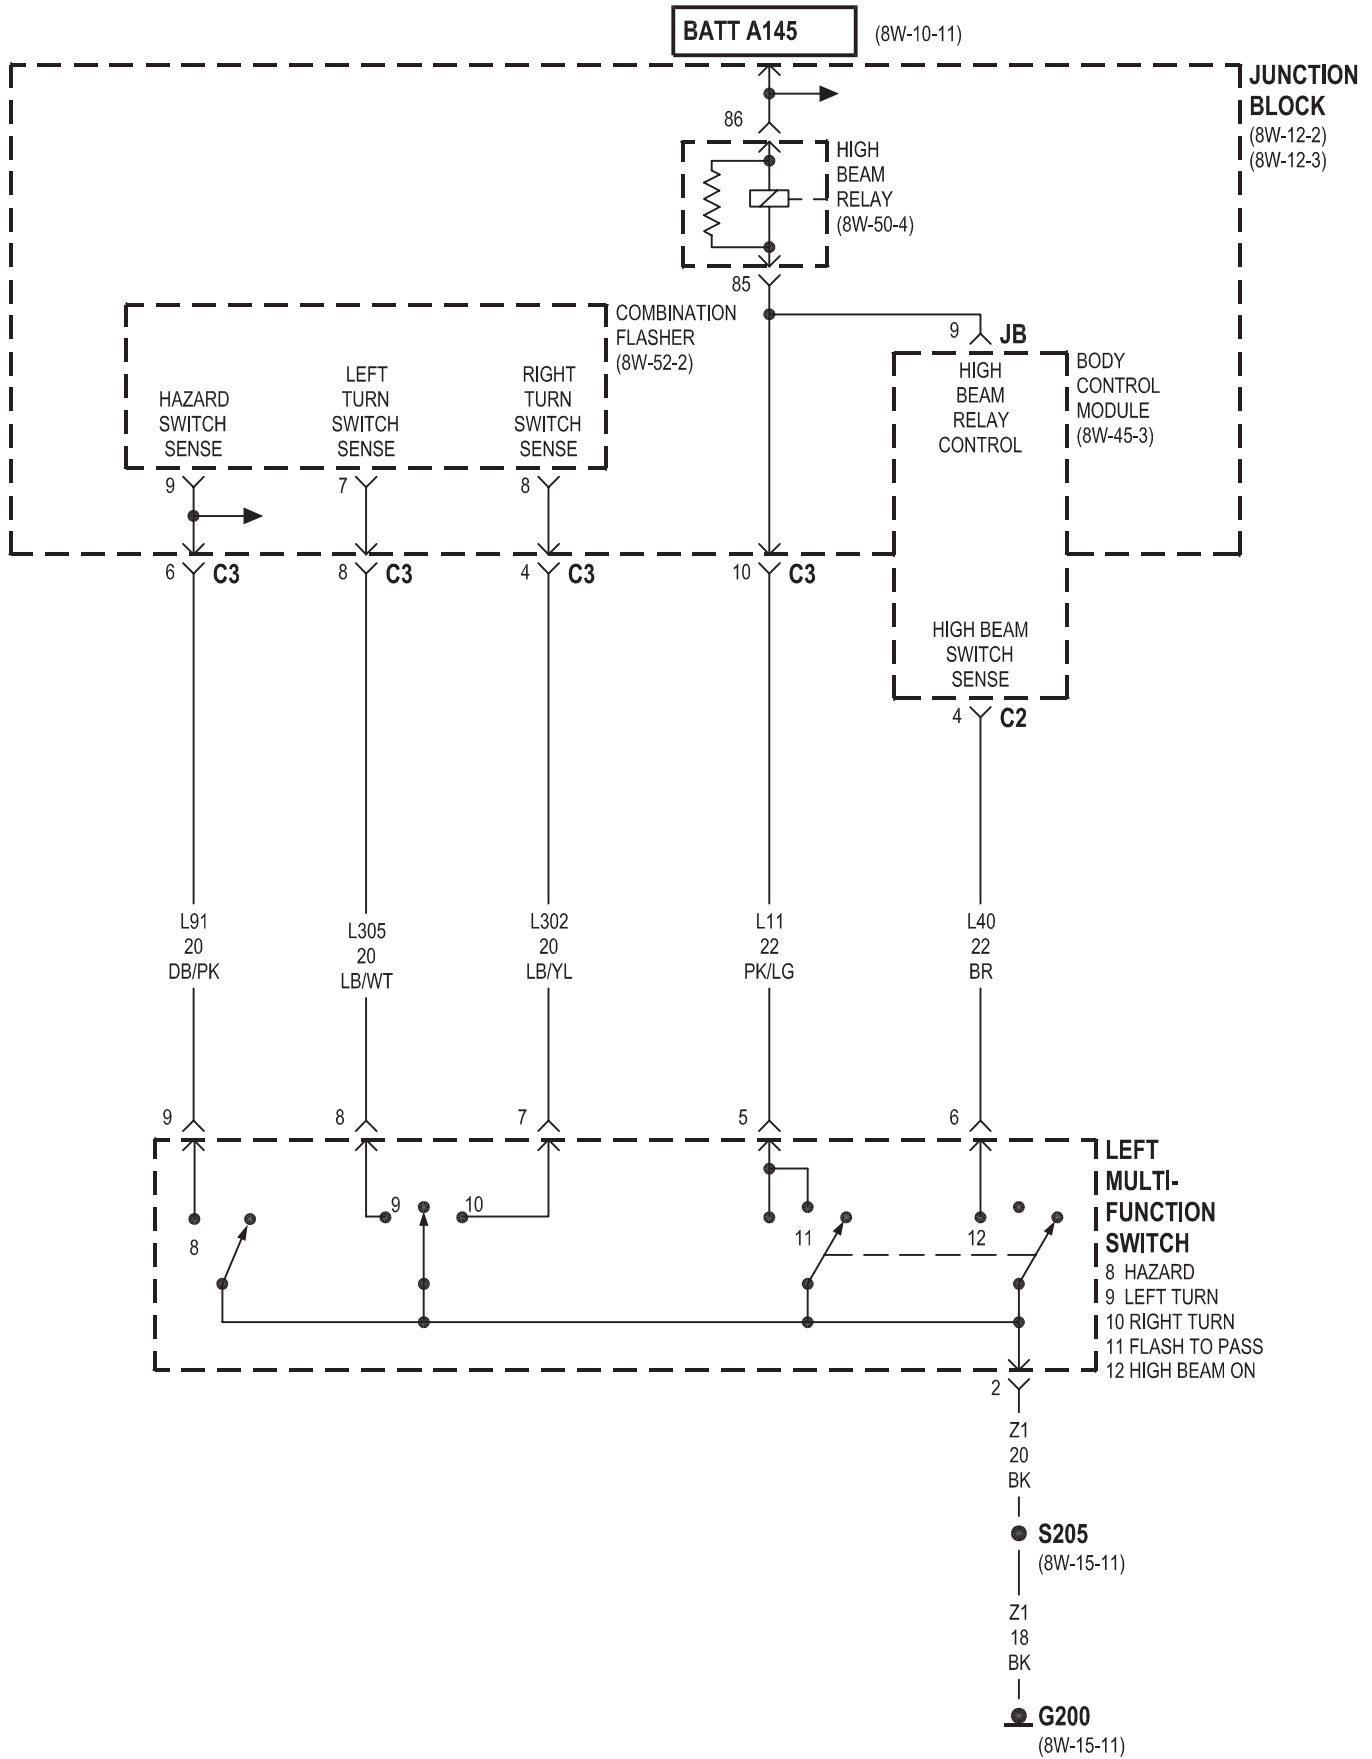 BATT A145
(8W-10-11)
JUNCTION
BLOCK
(8W-12-2)
(8W-12-3)
86
HIGH
BEAM
RELAY
(8W-50-4)
85
COMBINATION
FLASHER
(8W-52-2)
HAZARD
SWITCH
SENSE
LEFT
TURN
SWITCH
SENSE
RIGHT
TURN
SWITCH
SENSE
9 JB
HIGH
BEAM
RELAY
CONTROL
BODY
CONTROL
MODULE
(8W-45-3)
9
7
8
6 C3
8 C3
4 C3
10 C3
HIGH BEAM
SWITCH
SENSE
4 C2
L91
20
DB/PK
L305
20
LB/WT
L302
20
LB/YL
L11
22
PK/LG
L40
22
BR
9
8
7
5
6
8
9
10
11
12
LEFT
MULTI-
FUNCTION
SWITCH
8 HAZARD
9 LEFT TURN
10 RIGHT TURN
11 FLASH TO PASS
12 HIGH BEAM ON
2
Z1
20
BK
S205
(8W-15-11)
Z1
18
BK
G200
(8W-15-11)